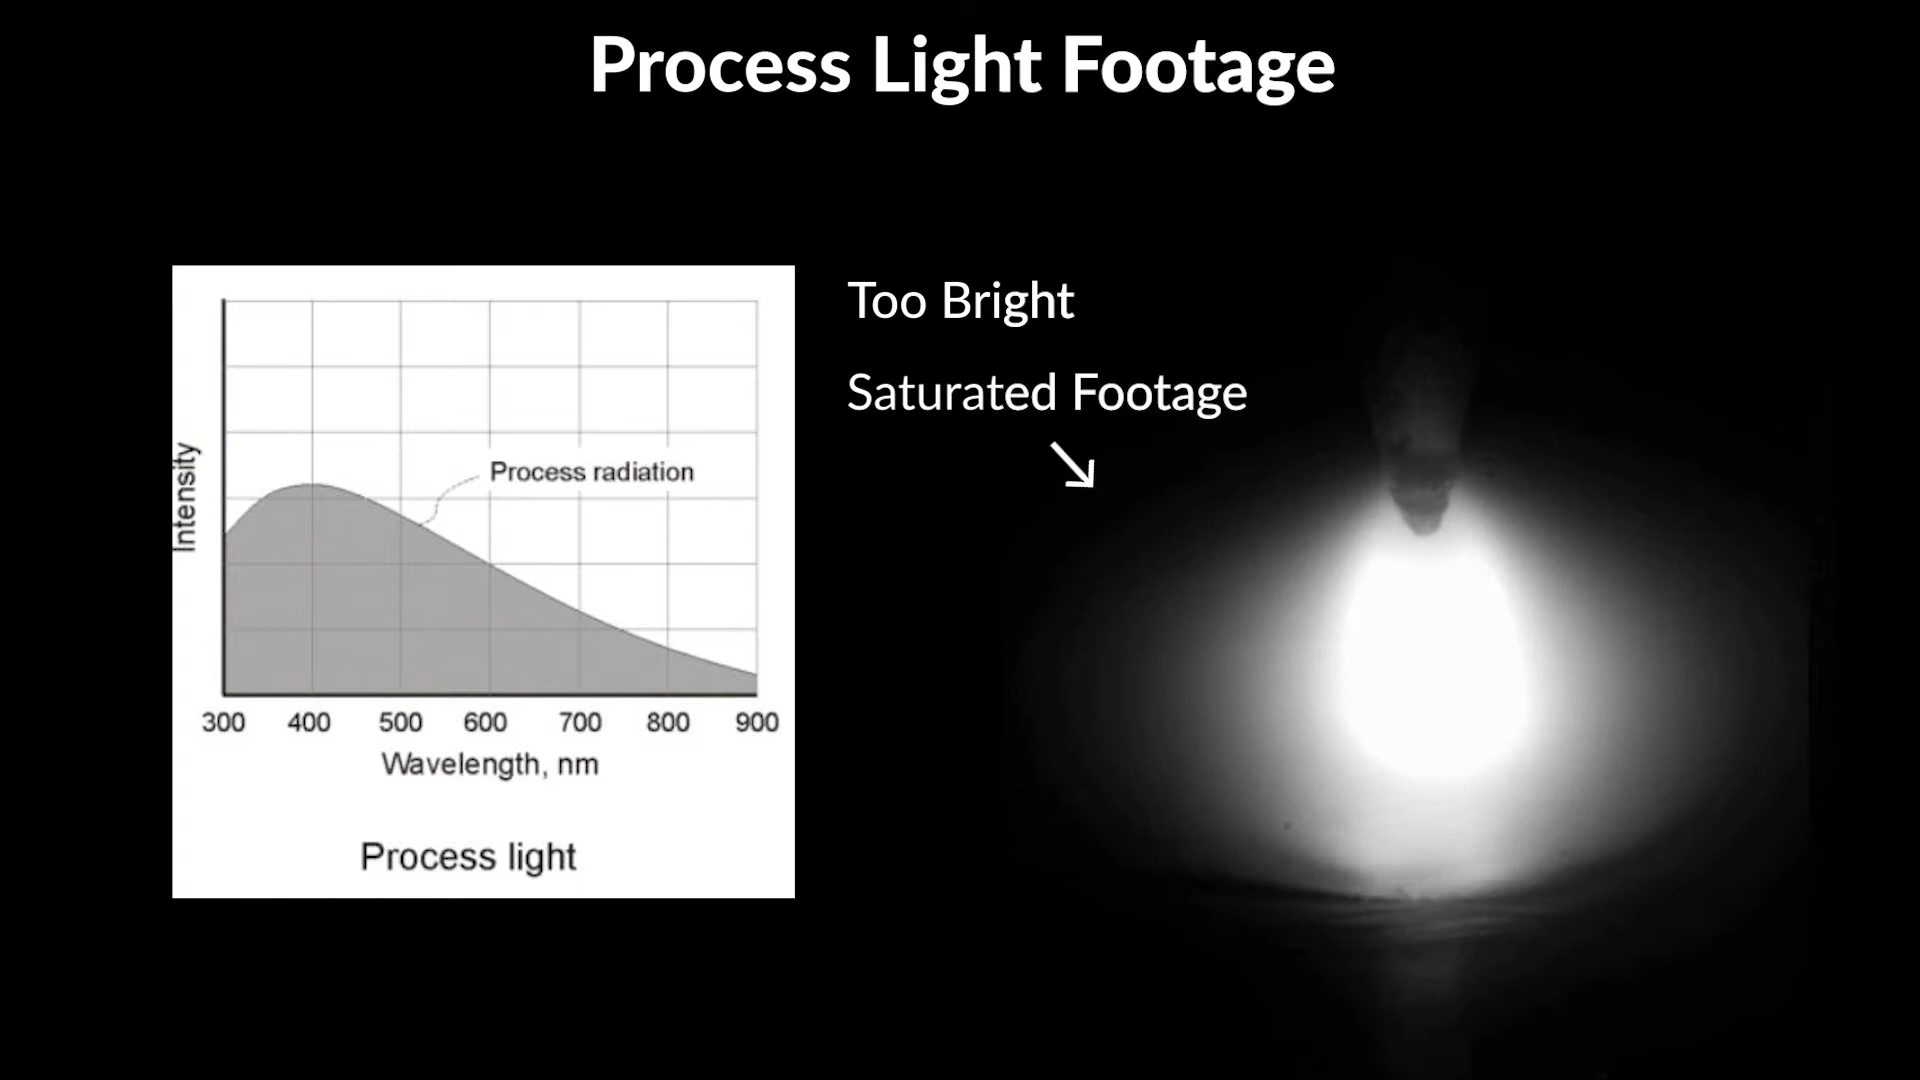 Process Light Footage
Too Bright
Saturated Footage
Intensity
Process radiation
300 400 500 600 700 800 900
Wavelength, nm
Process light